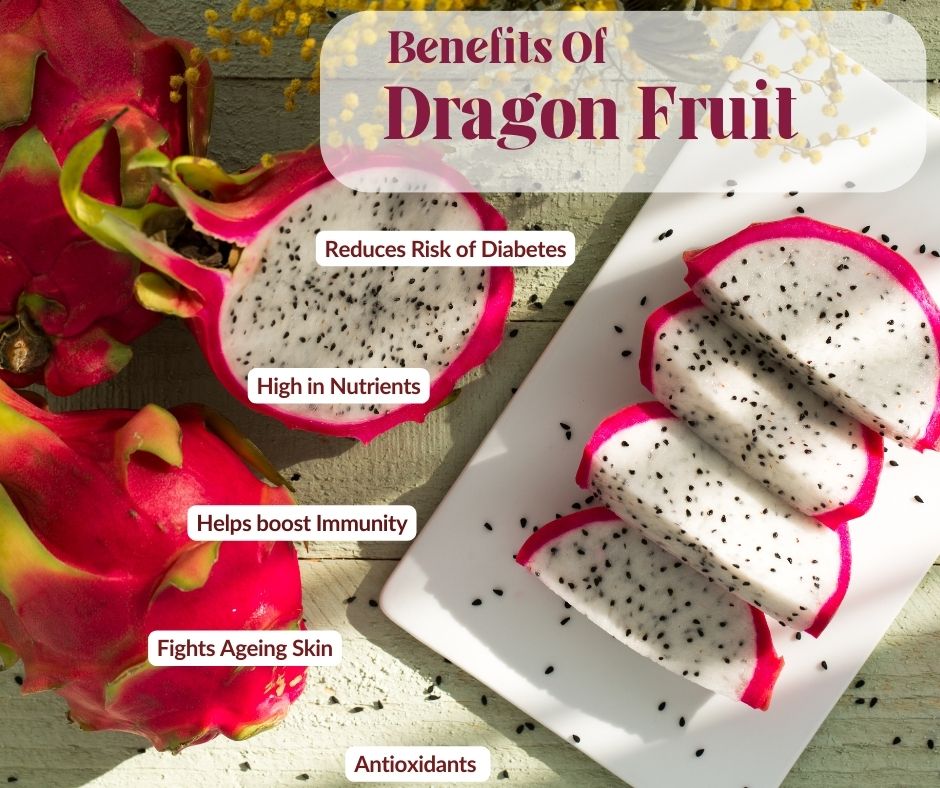 Benefits Of
Dragon Fruit
Reduces Risk of Diabetes
High in Nutrients
Helps boost Immunity
Fights Ageing Skin
Antioxidants